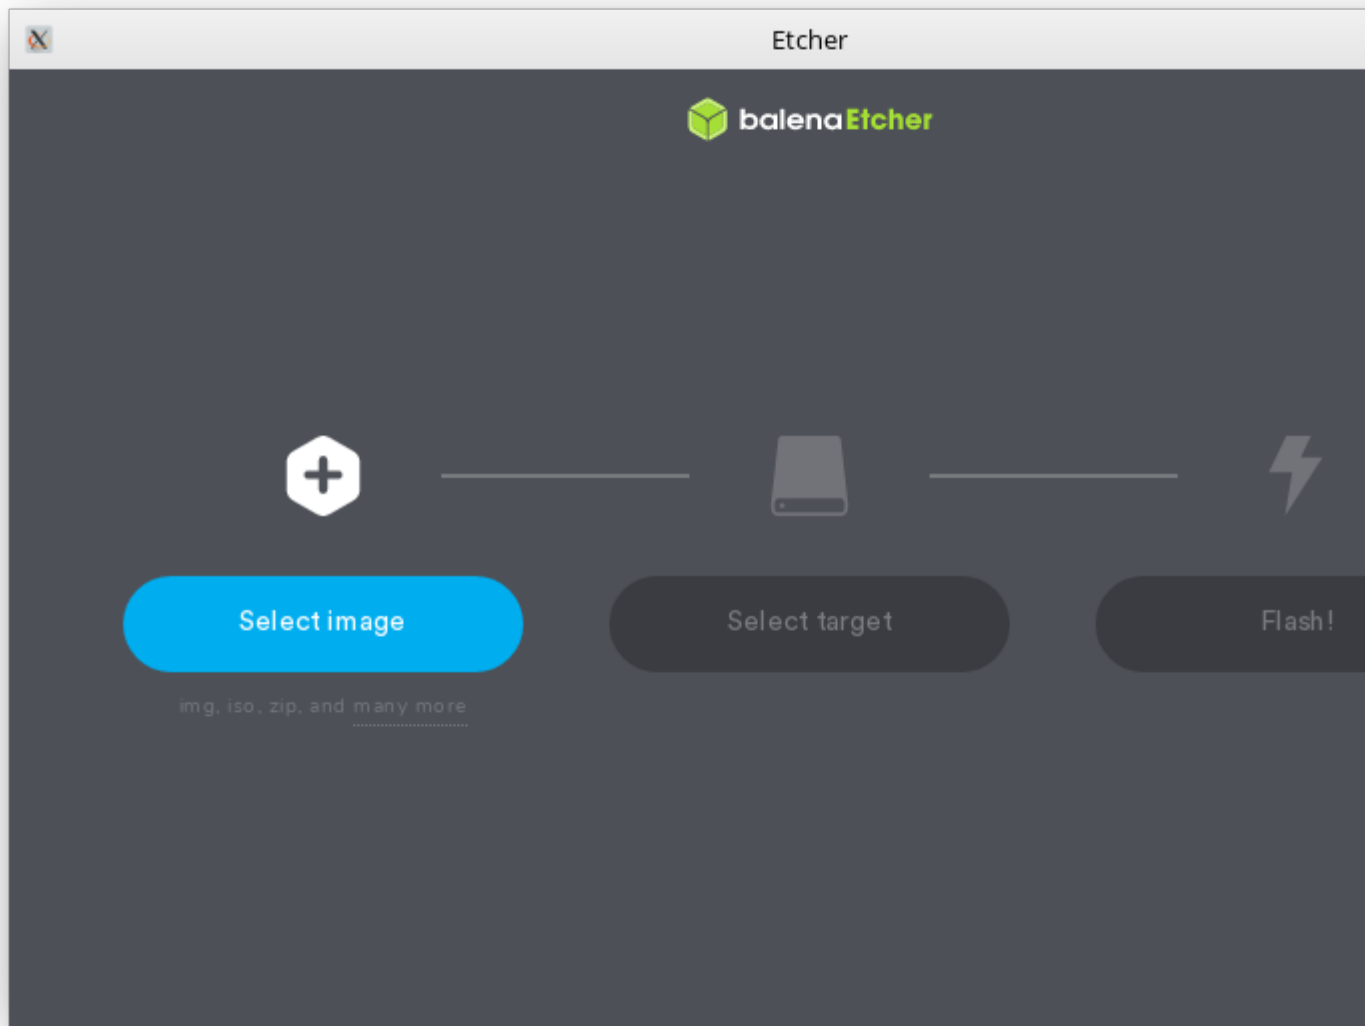 Etcher
balenaEtcher
Select image
Select target
Flash!
img, iso, zip, and many more